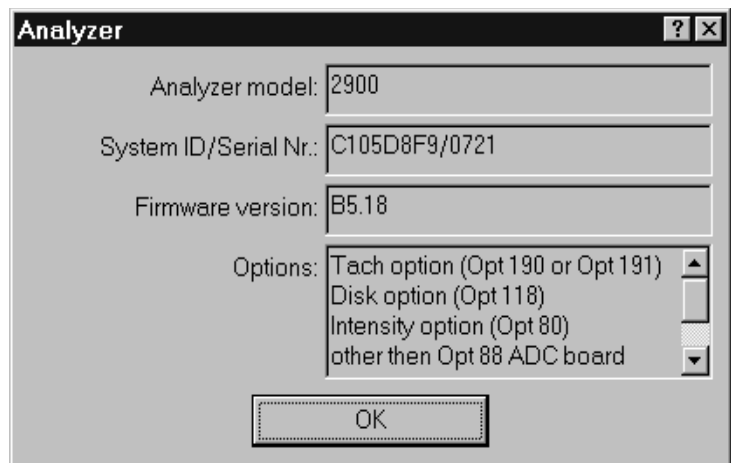 Analyzer
Analyzer model: 2900
System ID/Serial Nr.: C105D8F9/0721
Firmware version: B5.18
Options: Tach option (Opt 190 or Opt 191)
Disk option (Opt 118)
Intensity option (Opt 80)
other then Opt 88 ADC board
OK